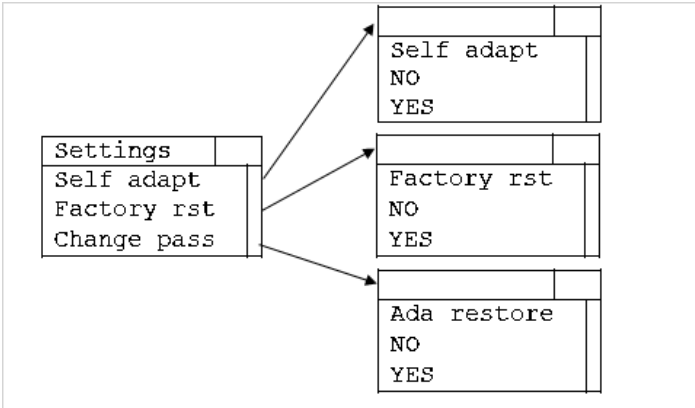 Settings
Self adapt
Factory rst
Change pass
Self adapt
NO
YES
Factory rst
NO
YES
Ada restore
NO
YES